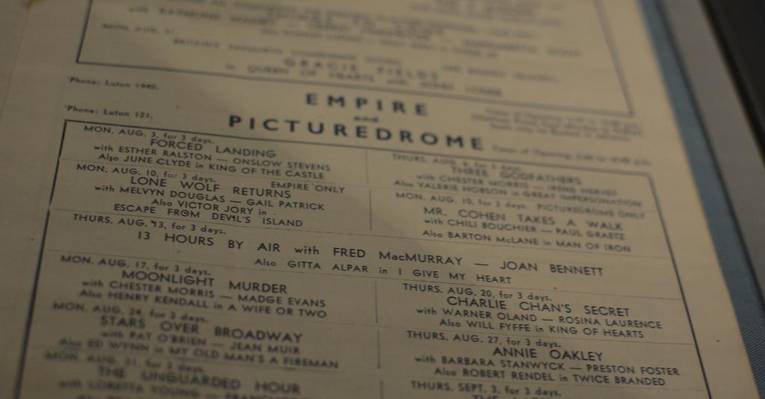 GRACIE FIELDS
in QUEEN OF HEARTS
'Phone: Luton
EMPIRE
and
'Phone: Luton 121.
PICTUREDROME
MON. AUG. 3, for 3 days.
FORCED LANDING
with ESTHER RALSTON — ONSLOW STEVENS
Also JUNE CLYDE in KING OF THE CASTLE
THURS. AUG. 6, for 3 days.
THREE GODFATHERS
with CHESTER MORRIS — IRENE HERVEY
Also VALERIE HOBSON in GREAT IMPERSONATION
MON. AUG. 10, for 3 days. EMPIRE ONLY
LONE WOLF RETURNS
with MELVYN DOUGLAS — GAIL PATRICK
Also VICTOR JORY in
ESCAPE FROM DEVIL'S ISLAND
MON. AUG. 10, for 3 days. PICTUREDROME ONLY
MR. COHEN TAKES A WALK
with CHILI BOUCHIER — PAUL GRAETZ
Also BARTON McLANE in MAN OF IRON
THURS. AUG. 13, for 3 days.
13 HOURS BY AIR with FRED MacMURRAY — JOAN BENNETT
Also GITTA ALPAR in I GIVE MY HEART
MON. AUG. 17, for 3 days.
MOONLIGHT MURDER
with CHESTER MORRIS — MADGE EVANS
Also HENRY KENDALL in A WIFE OR TWO
THURS. AUG. 20, for 3 days.
CHARLIE CHAN'S SECRET
with WARNER OLAND — ROSINA LAURENCE
Also WILL FYFFE in KING OF HEARTS
MON. AUG. 24, for 3 days.
STARS OVER BROADWAY
with PAT O'BRIEN — JEAN MUIR
Also ED WYNN in MY OLD MAN'S A FIREMAN
THURS. AUG. 27, for 3 days.
ANNIE OAKLEY
with BARBARA STANWYCK — PRESTON FOSTER
Also ROBERT RENDEL in TWICE BRANDED
MON. AUG. 31, for 3 days.
THE UNGUARDED HOUR
with LORETTA YOUNG —
THURS. SEPT. 3, for 3 days.